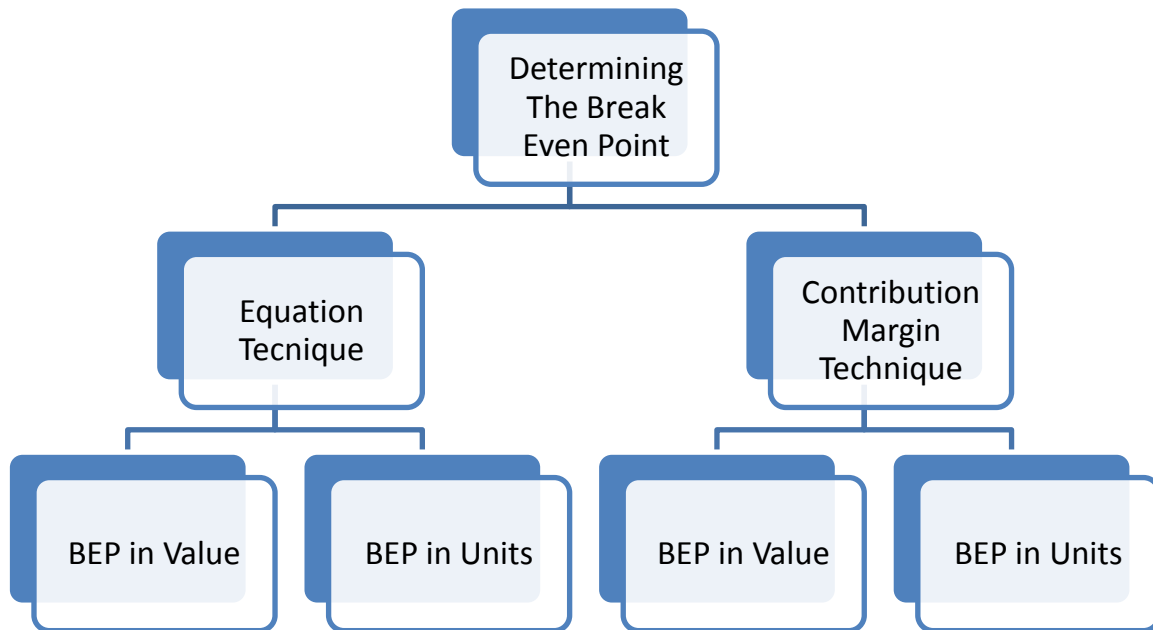 Determining
The Break
Even Point
Equation
Tecnique
Contribution
Margin
Technique
BEP in Value
BEP in Units
BEP in Value
BEP in Units